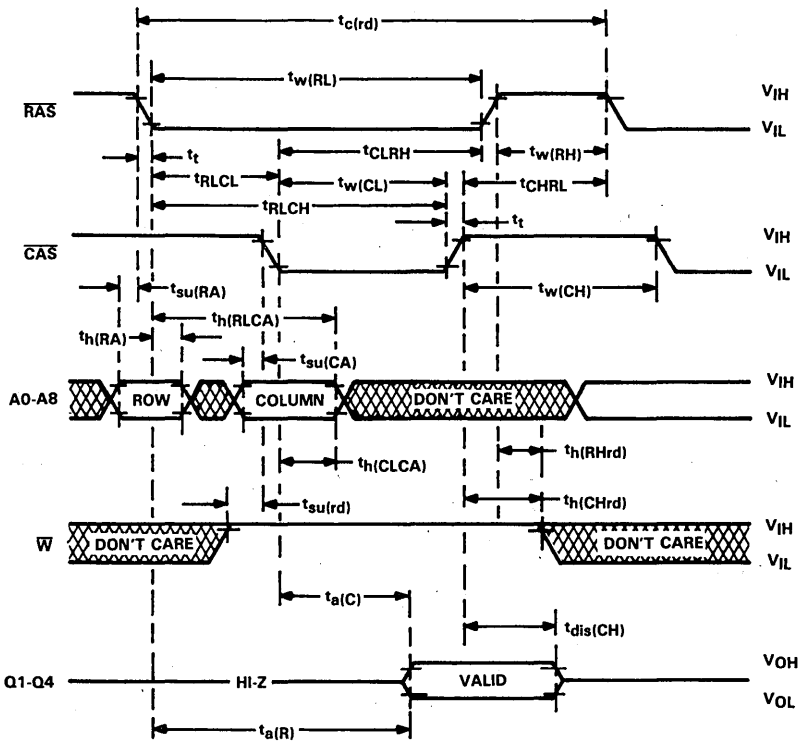 tc(rd)
tw(RL)
RAS
VIH
VIL
tt
tCLRH
tw(RH)
tRLCL
tw(CL)
tCHRL
tRLCH
tt
CAS
VIH
VIL
tsu(RA)
tw(CH)
th(RLCA)
th(RA)
tsu(CA)
A0-A8
ROW
COLUMN
DON'T CARE
VIH
VIL
th(RHrd)
th(CLCA)
th(CHrd)
tsu(rd)
W
DON'T CARE
DON'T CARE
VIH
VIL
ta(C)
tdis(CH)
Q1-Q4
HI-Z
VALID
VOH
VOL
ta(R)